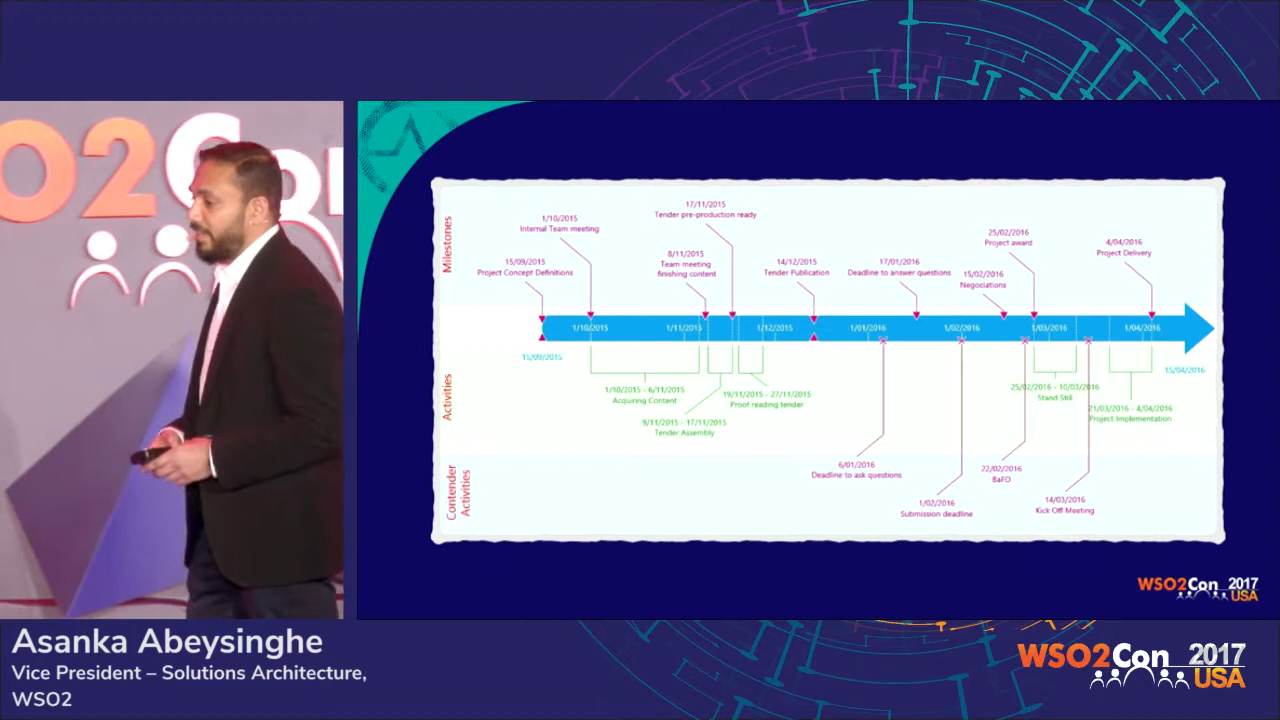 O2Con
17/11/2015
Tender pre-production ready
1/10/2015
Internal Team meeting
25/02/2016
Project award
4/04/2016
Project Delivery
8/11/2015
Team meeting
finishing content
15/09/2015
Project Concept Definitions
14/12/2015
Tender Publication
17/01/2016
Deadline to answer questions
15/02/2016
Negociations
Milestones
1/10/2015
1/11/2015
1/12/2015
1/01/2016
1/02/2016
1/03/2016
1/04/2016
15/09/2015
15/04/2016
Activities
1/10/2015 - 6/11/2015
Acquiring Content
19/11/2015 - 27/11/2015
Proof reading tender
9/11/2015 - 17/11/2015
Tender Assembly
25/02/2016 - 10/03/2016
Stand Still
21/03/2016 - 4/04/2016
Project Implementation
Contender
Activities
6/01/2016
Deadline to ask questions
22/02/2016
BaFO
1/02/2016
Submission deadline
14/03/2016
Kick Off Meeting
WSO2Con 2017
USA
Asanka Abeysinghe
Vice President – Solutions Architecture,
WSO2
WSO2Con 2017
USA